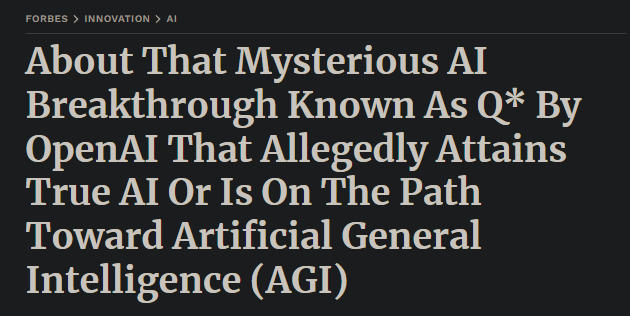 FORBES > INNOVATION > AI
About That Mysterious AI
Breakthrough Known As Q* By
OpenAI That Allegedly Attains
True AI Or Is On The Path
Toward Artificial General
Intelligence (AGI)